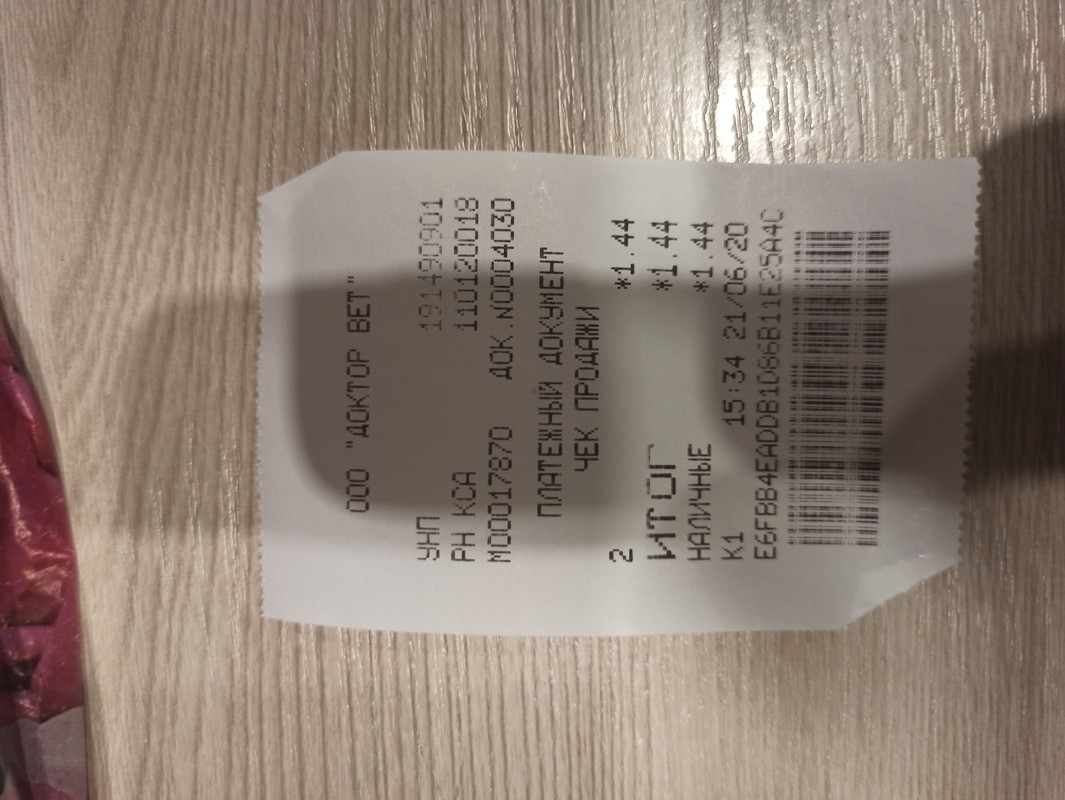 ООО "ДОКТОР ВЕТ"
УНП 191490901
РН КСА 110120018
М00017870 ДОК.N0004030
ПЛАТЕЖНЫЙ ДОКУМЕНТ
ЧЕК ПРОДАЖИ
2 *1.44
ИТОГ *1.44
НАЛИЧНЫЕ *1.44
К1 15:34 21/06/20
E6FBB4EADDB1D86B11E25A4C